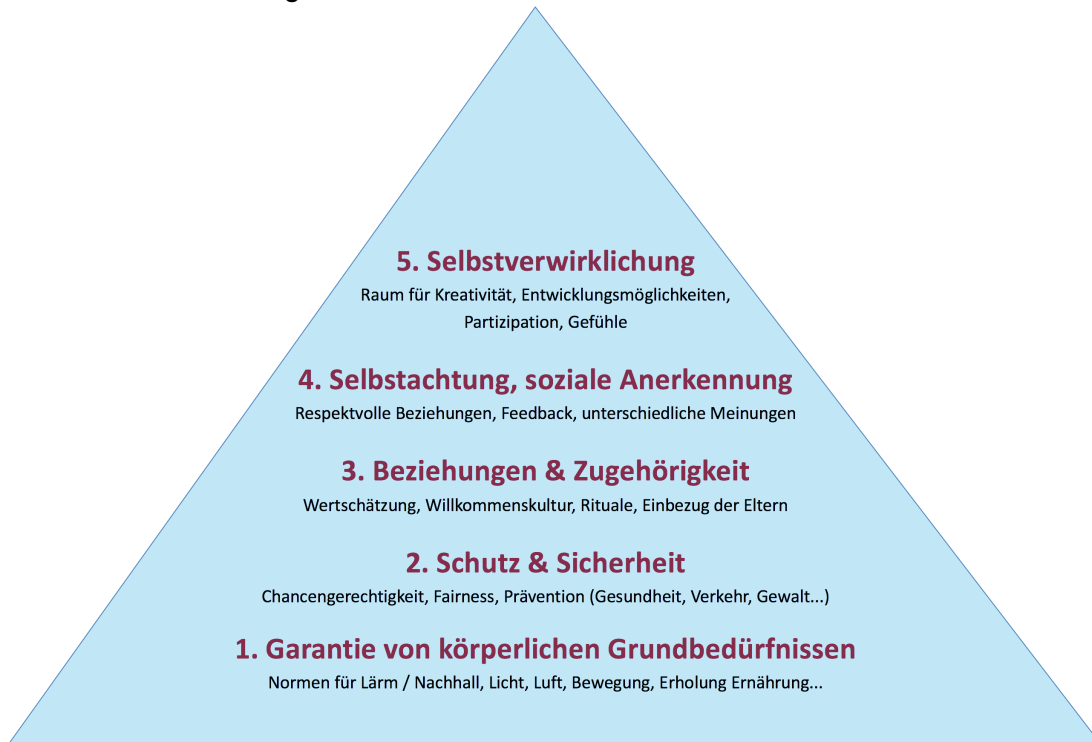 5. Selbstverwirklichung
Raum für Kreativität, Entwicklungsmöglichkeiten,
Partizipation, Gefühle
4. Selbstachtung, soziale Anerkennung
Respektvolle Beziehungen, Feedback, unterschiedliche Meinungen
3. Beziehungen & Zugehörigkeit
Wertschätzung, Willkommenskultur, Rituale, Einbezug der Eltern
2. Schutz & Sicherheit
Chancengerechtigkeit, Fairness, Prävention (Gesundheit, Verkehr, Gewalt...)
1. Garantie von körperlichen Grundbedürfnissen
Normen für Lärm / Nachhall, Licht, Luft, Bewegung, Erholung Ernährung...